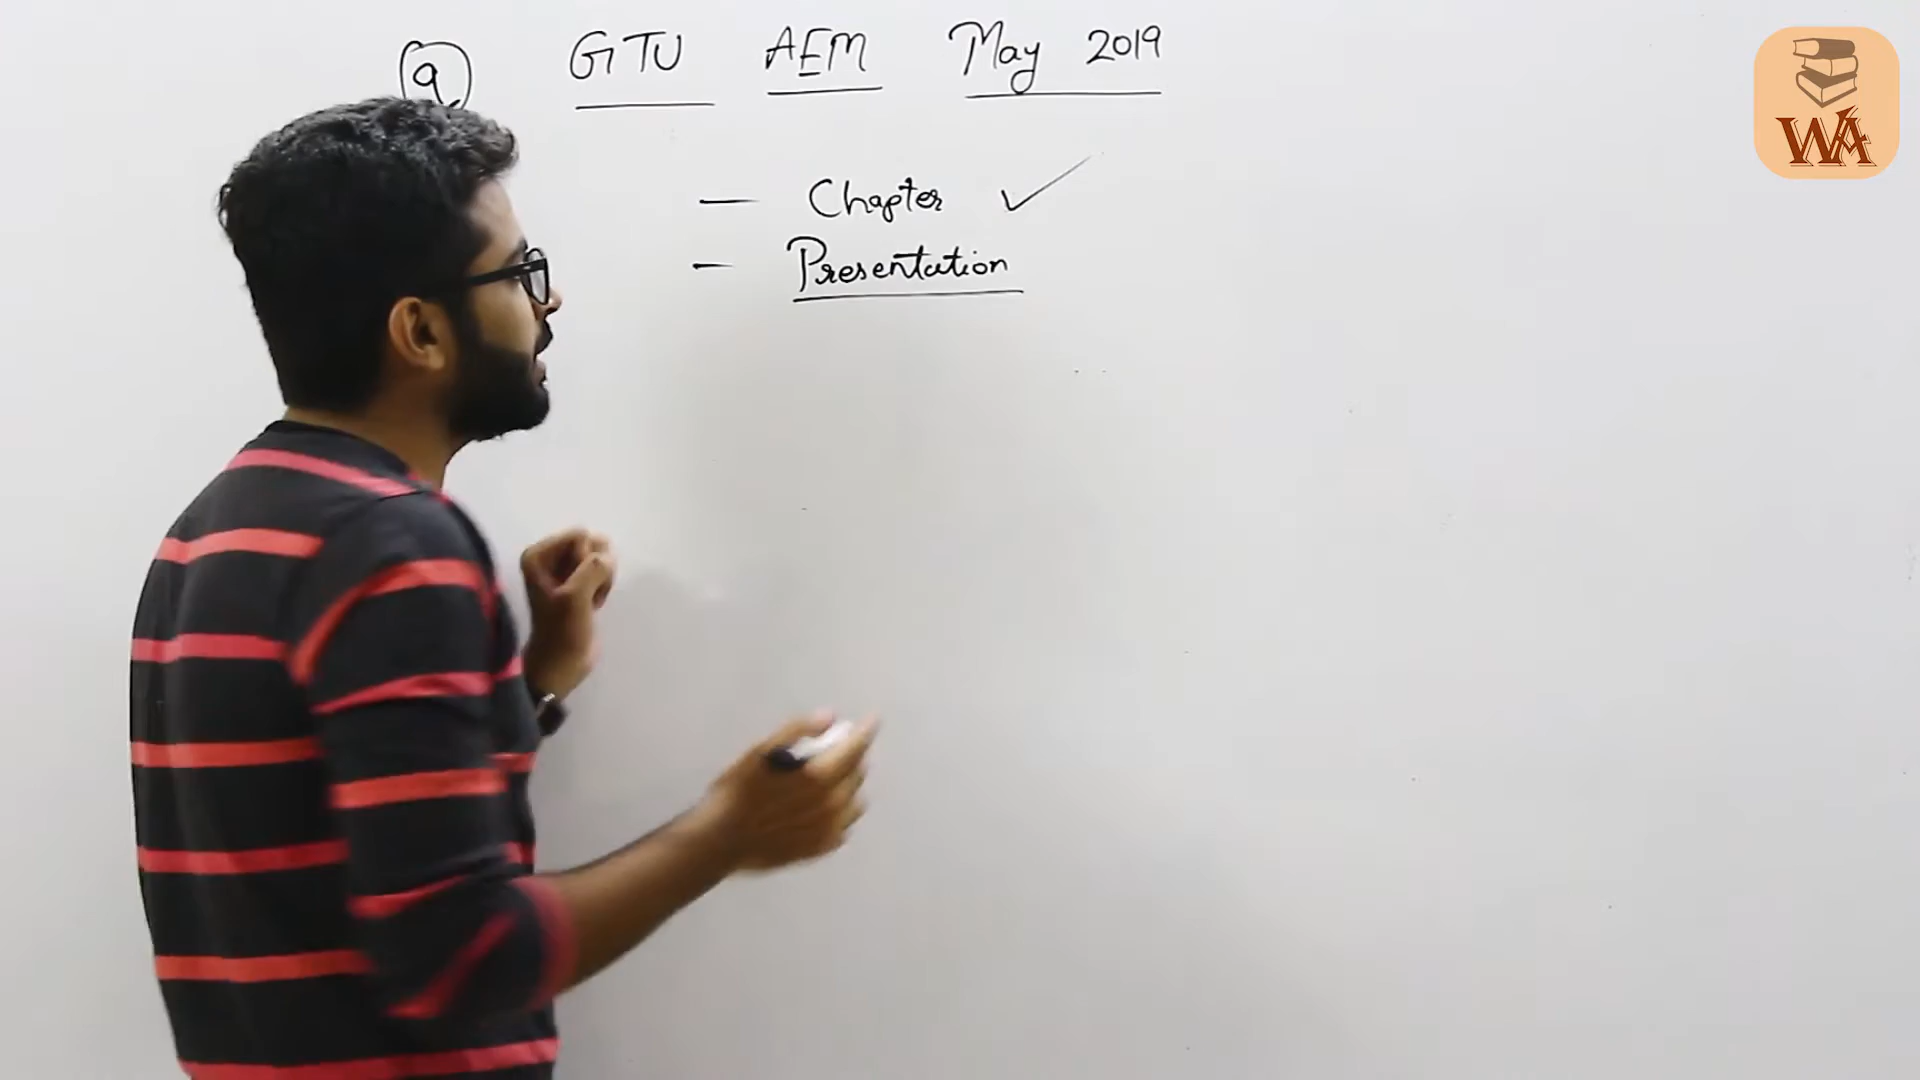 9 GTU AEM May 2019
- Chapter ✓
- Presentation
WA